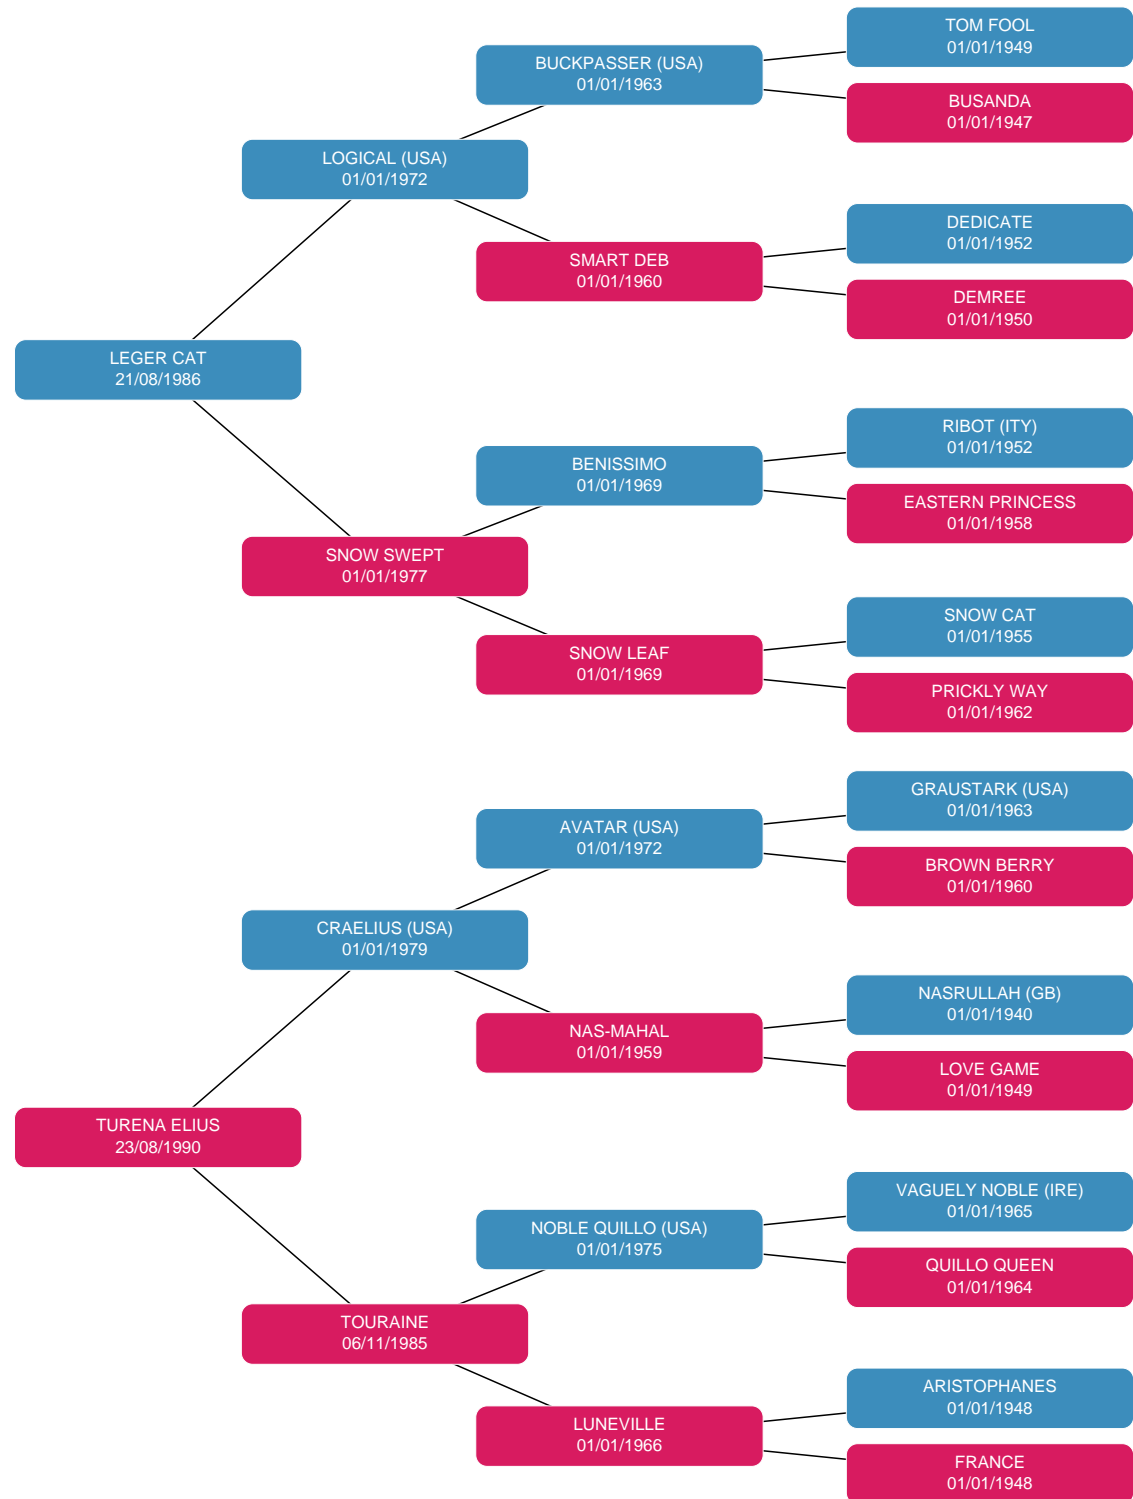 TOM FOOL
01/01/1949
BUCKPASSER (USA)
01/01/1963
BUSANDA
01/01/1947
LOGICAL (USA)
01/01/1972
DEDICATE
01/01/1952
SMART DEB
01/01/1960
DEMREE
01/01/1950
LEGER CAT
21/08/1986
RIBOT (ITY)
01/01/1952
BENISSIMO
01/01/1969
EASTERN PRINCESS
01/01/1958
SNOW SWEPT
01/01/1977
SNOW CAT
01/01/1955
SNOW LEAF
01/01/1969
PRICKLY WAY
01/01/1962
GRAUSTARK (USA)
01/01/1963
AVATAR (USA)
01/01/1972
BROWN BERRY
01/01/1960
CRAELIUS (USA)
01/01/1979
NASRULLAH (GB)
01/01/1940
NAS-MAHAL
01/01/1959
LOVE GAME
01/01/1949
TURENA ELIUS
23/08/1990
VAGUELY NOBLE (IRE)
01/01/1965
NOBLE QUILLO (USA)
01/01/1975
QUILLO QUEEN
01/01/1964
TOURAINE
06/11/1985
ARISTOPHANES
01/01/1948
LUNEVILLE
01/01/1966
FRANCE
01/01/1948